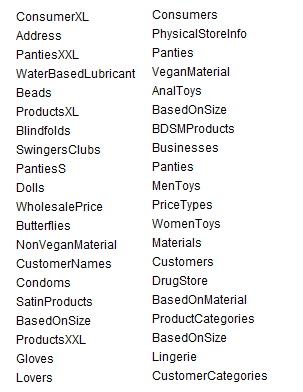 ConsumerXL Consumers
Address PhysicalStoreInfo
PantiesXXL Panties
WaterBasedLubricant VeganMaterial
Beads AnalToys
ProductsXL BasedOnSize
Blindfolds BDSMProducts
SwingersClubs Businesses
PantiesS Panties
Dolls MenToys
WholesalePrice PriceTypes
Butterflies WomenToys
NonVeganMaterial Materials
CustomerNames Customers
Condoms DrugStore
SatinProducts BasedOnMaterial
BasedOnSize ProductCategories
ProductsXXL BasedOnSize
Gloves Lingerie
Lovers CustomerCategories